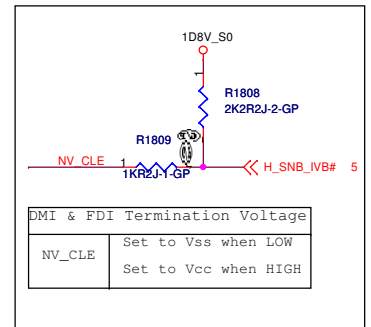 1D8V_S0
1
R1808
2K2R2J-2-GP
R1809
NV_CLE
1
1KR2J-1-GP
H_SNB_IVB# 5
DMI & FDI Termination Voltage
NV_CLE
Set to Vss when LOW
Set to Vcc when HIGH